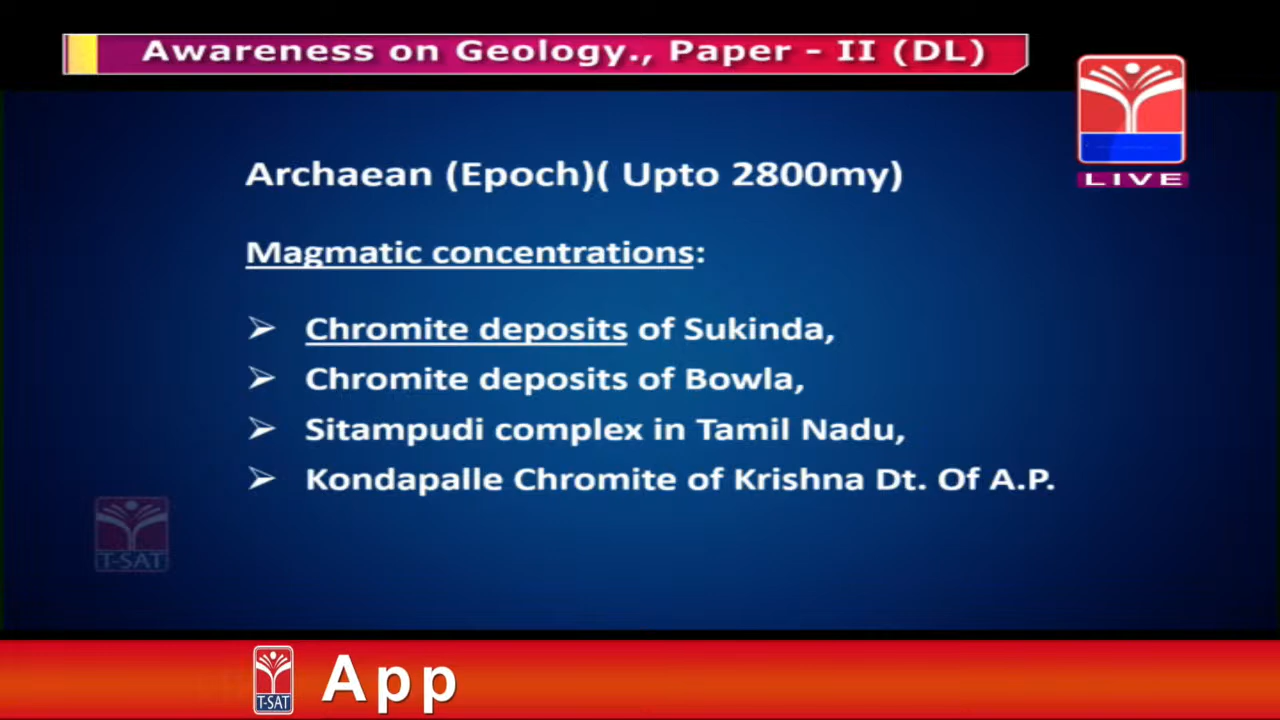 Awareness on Geology., Paper - II (DL)
LIVE
Archaean (Epoch)( Upto 2800my)
Magmatic concentrations:
➢ Chromite deposits of Sukinda,
➢ Chromite deposits of Bowla,
➢ Sitampudi complex in Tamil Nadu,
➢ Kondapalle Chromite of Krishna Dt. Of A.P.
T-SAT
T-SAT App